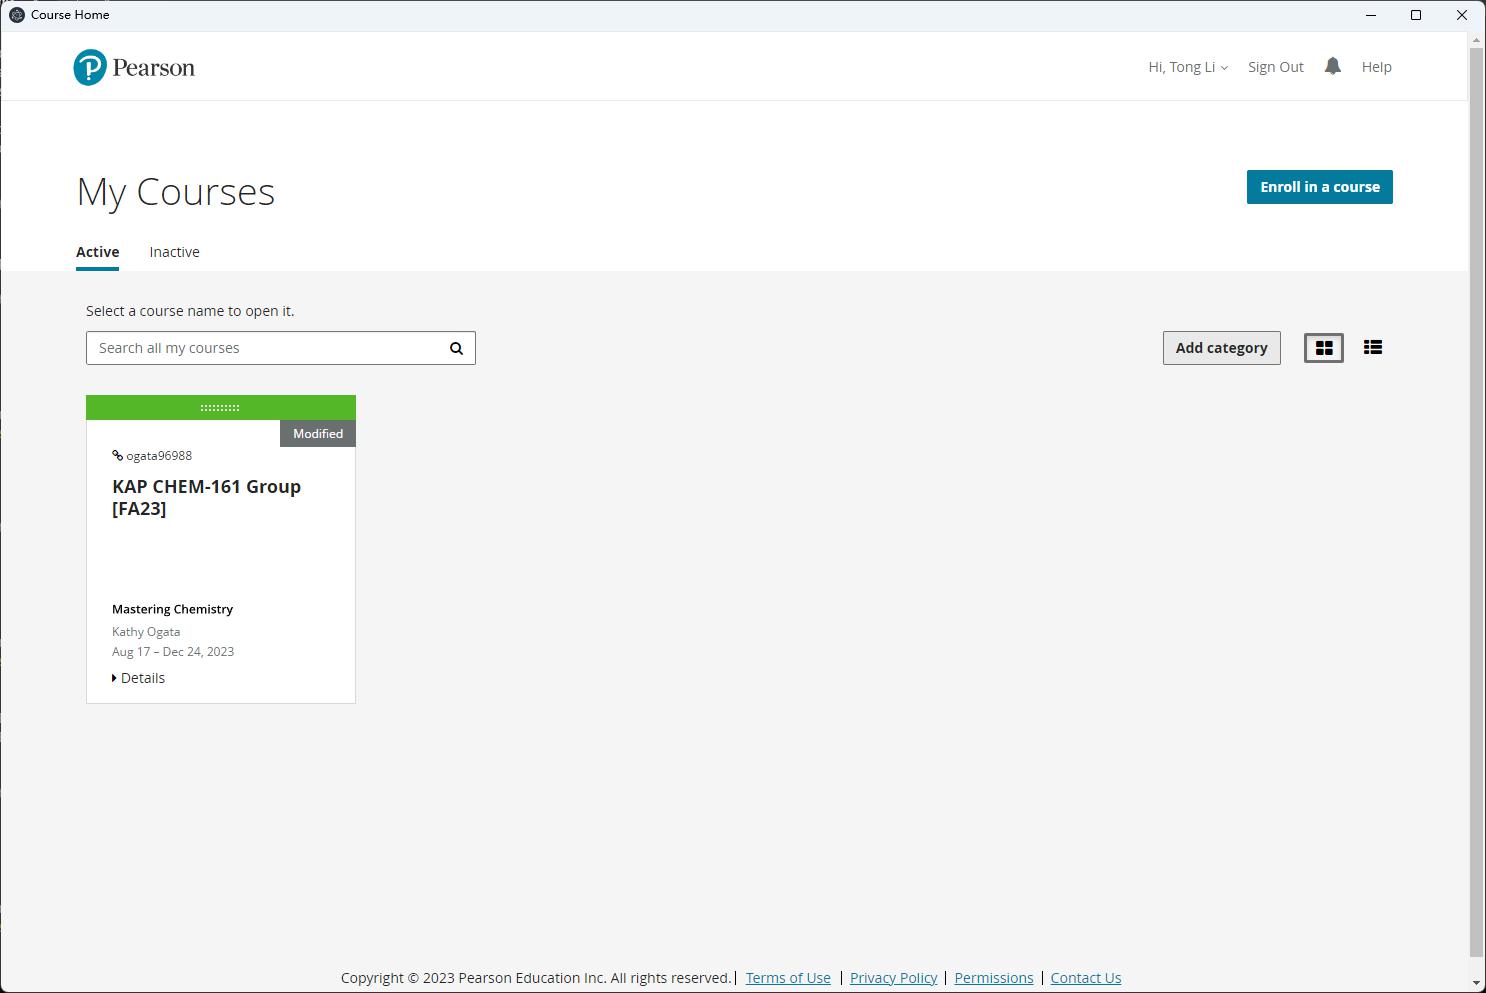 Course Home
Pearson
Hi, Tong Li
Sign Out
Help
My Courses
Enroll in a course
Active
Inactive
Select a course name to open it.
Search all my courses
Add category
Modified
ogata96988
KAP CHEM-161 Group
[FA23]
Mastering Chemistry
Kathy Ogata
Aug 17 – Dec 24, 2023
Details
Copyright © 2023 Pearson Education Inc. All rights reserved. | Terms of Use | Privacy Policy | Permissions | Contact Us